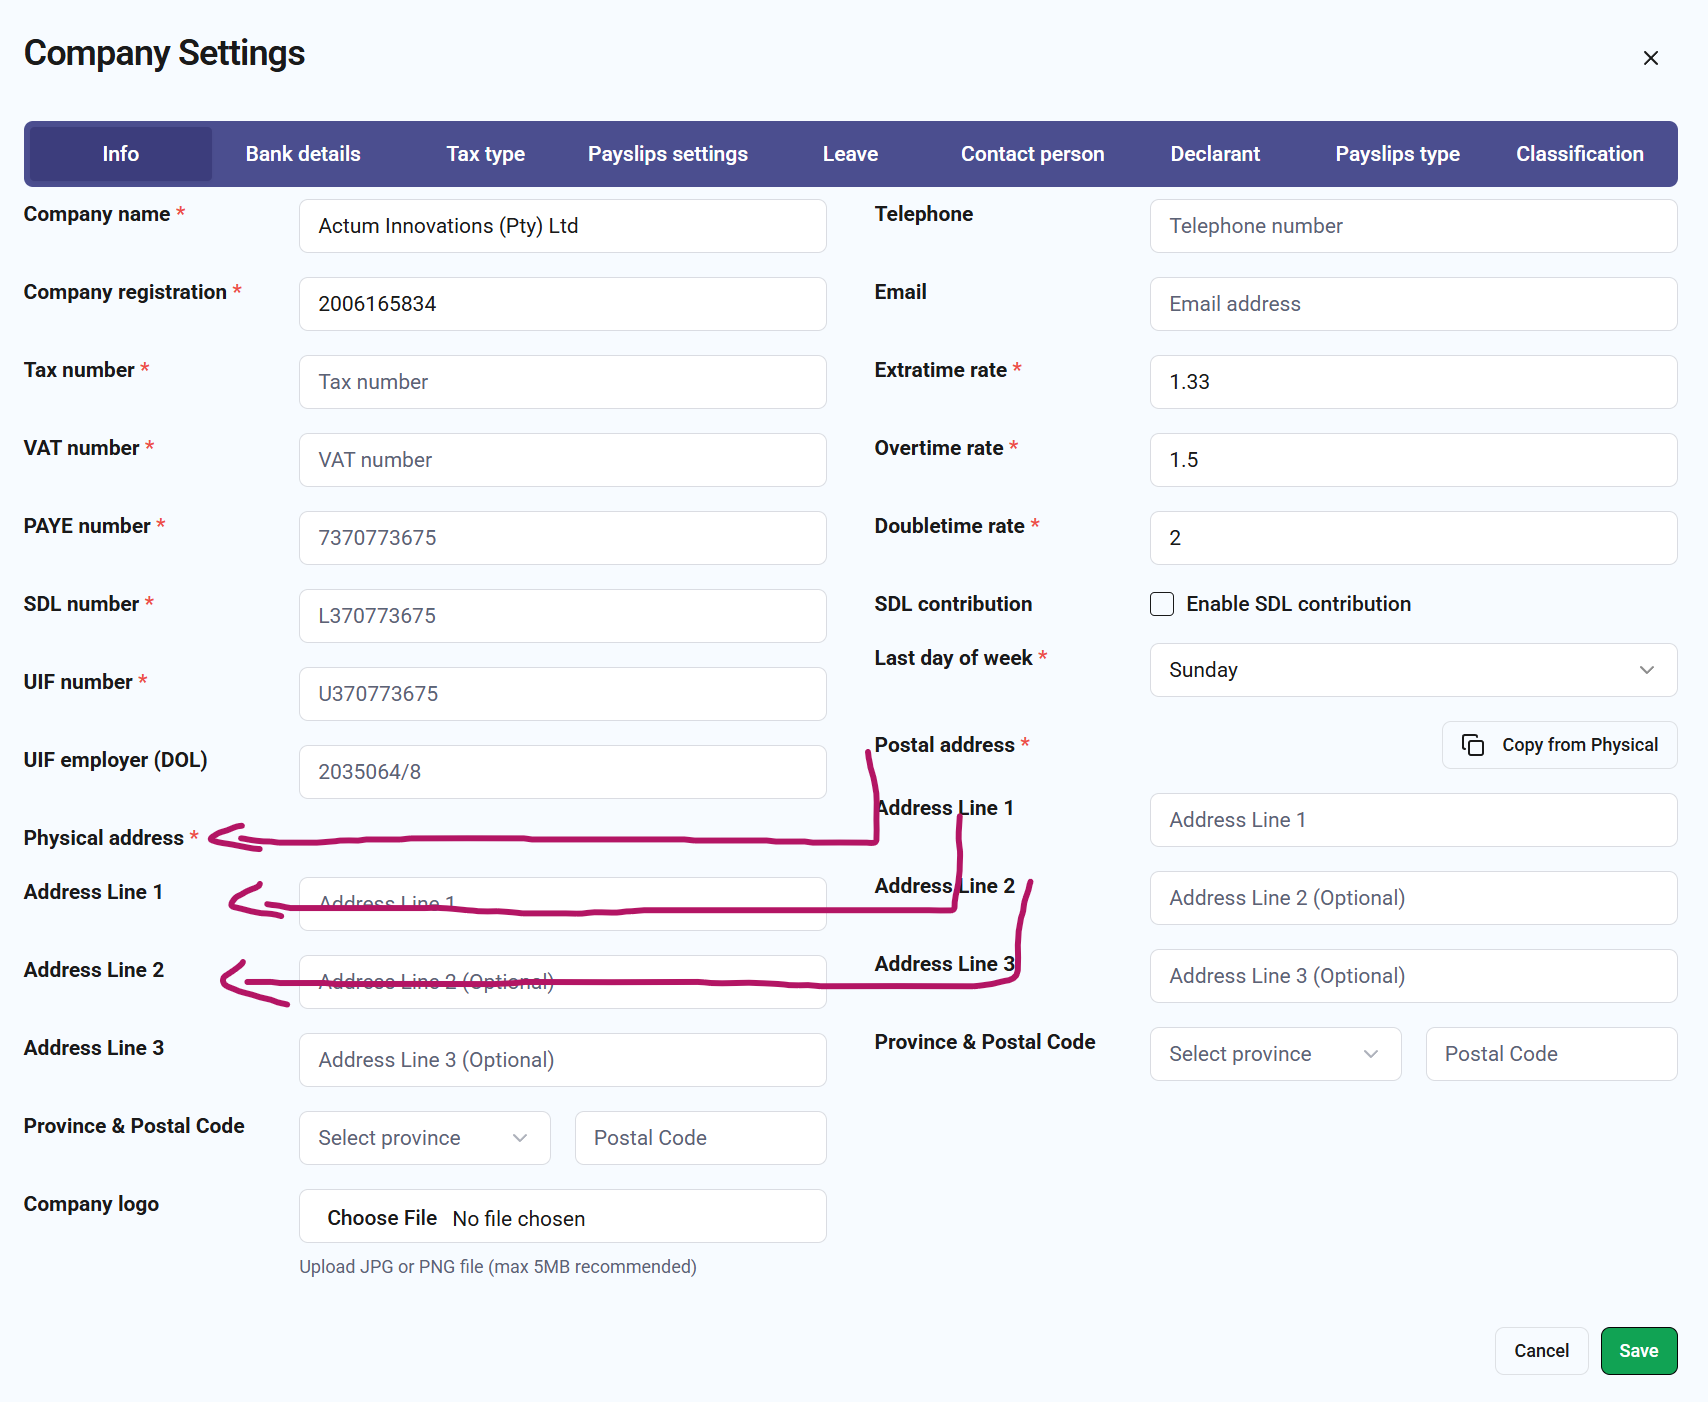 Company Settings
Info Bank details Tax type Payslips settings Leave Contact person Declarant Payslips type Classification
Company name *
Actum Innovations (Pty) Ltd
Company registration *
2006165834
Tax number *
Tax number
VAT number *
VAT number
PAYE number *
7370773675
SDL number *
L370773675
UIF number *
U370773675
UIF employer (DOL)
2035064/8
Physical address *
Address Line 1
Address Line 1
Address Line 2
Address Line 2 (Optional)
Address Line 3
Address Line 3 (Optional)
Province & Postal Code
Select province
Postal Code
Company logo
Choose File No file chosen
Upload JPG or PNG file (max 5MB recommended)
Telephone
Telephone number
Email
Email address
Extratime rate *
1.33
Overtime rate *
1.5
Doubletime rate *
2
SDL contribution
Enable SDL contribution
Last day of week *
Sunday
Postal address *
Copy from Physical
Address Line 1
Address Line 1
Address Line 2
Address Line 2 (Optional)
Address Line 3
Address Line 3 (Optional)
Province & Postal Code
Select province
Postal Code
Cancel
Save